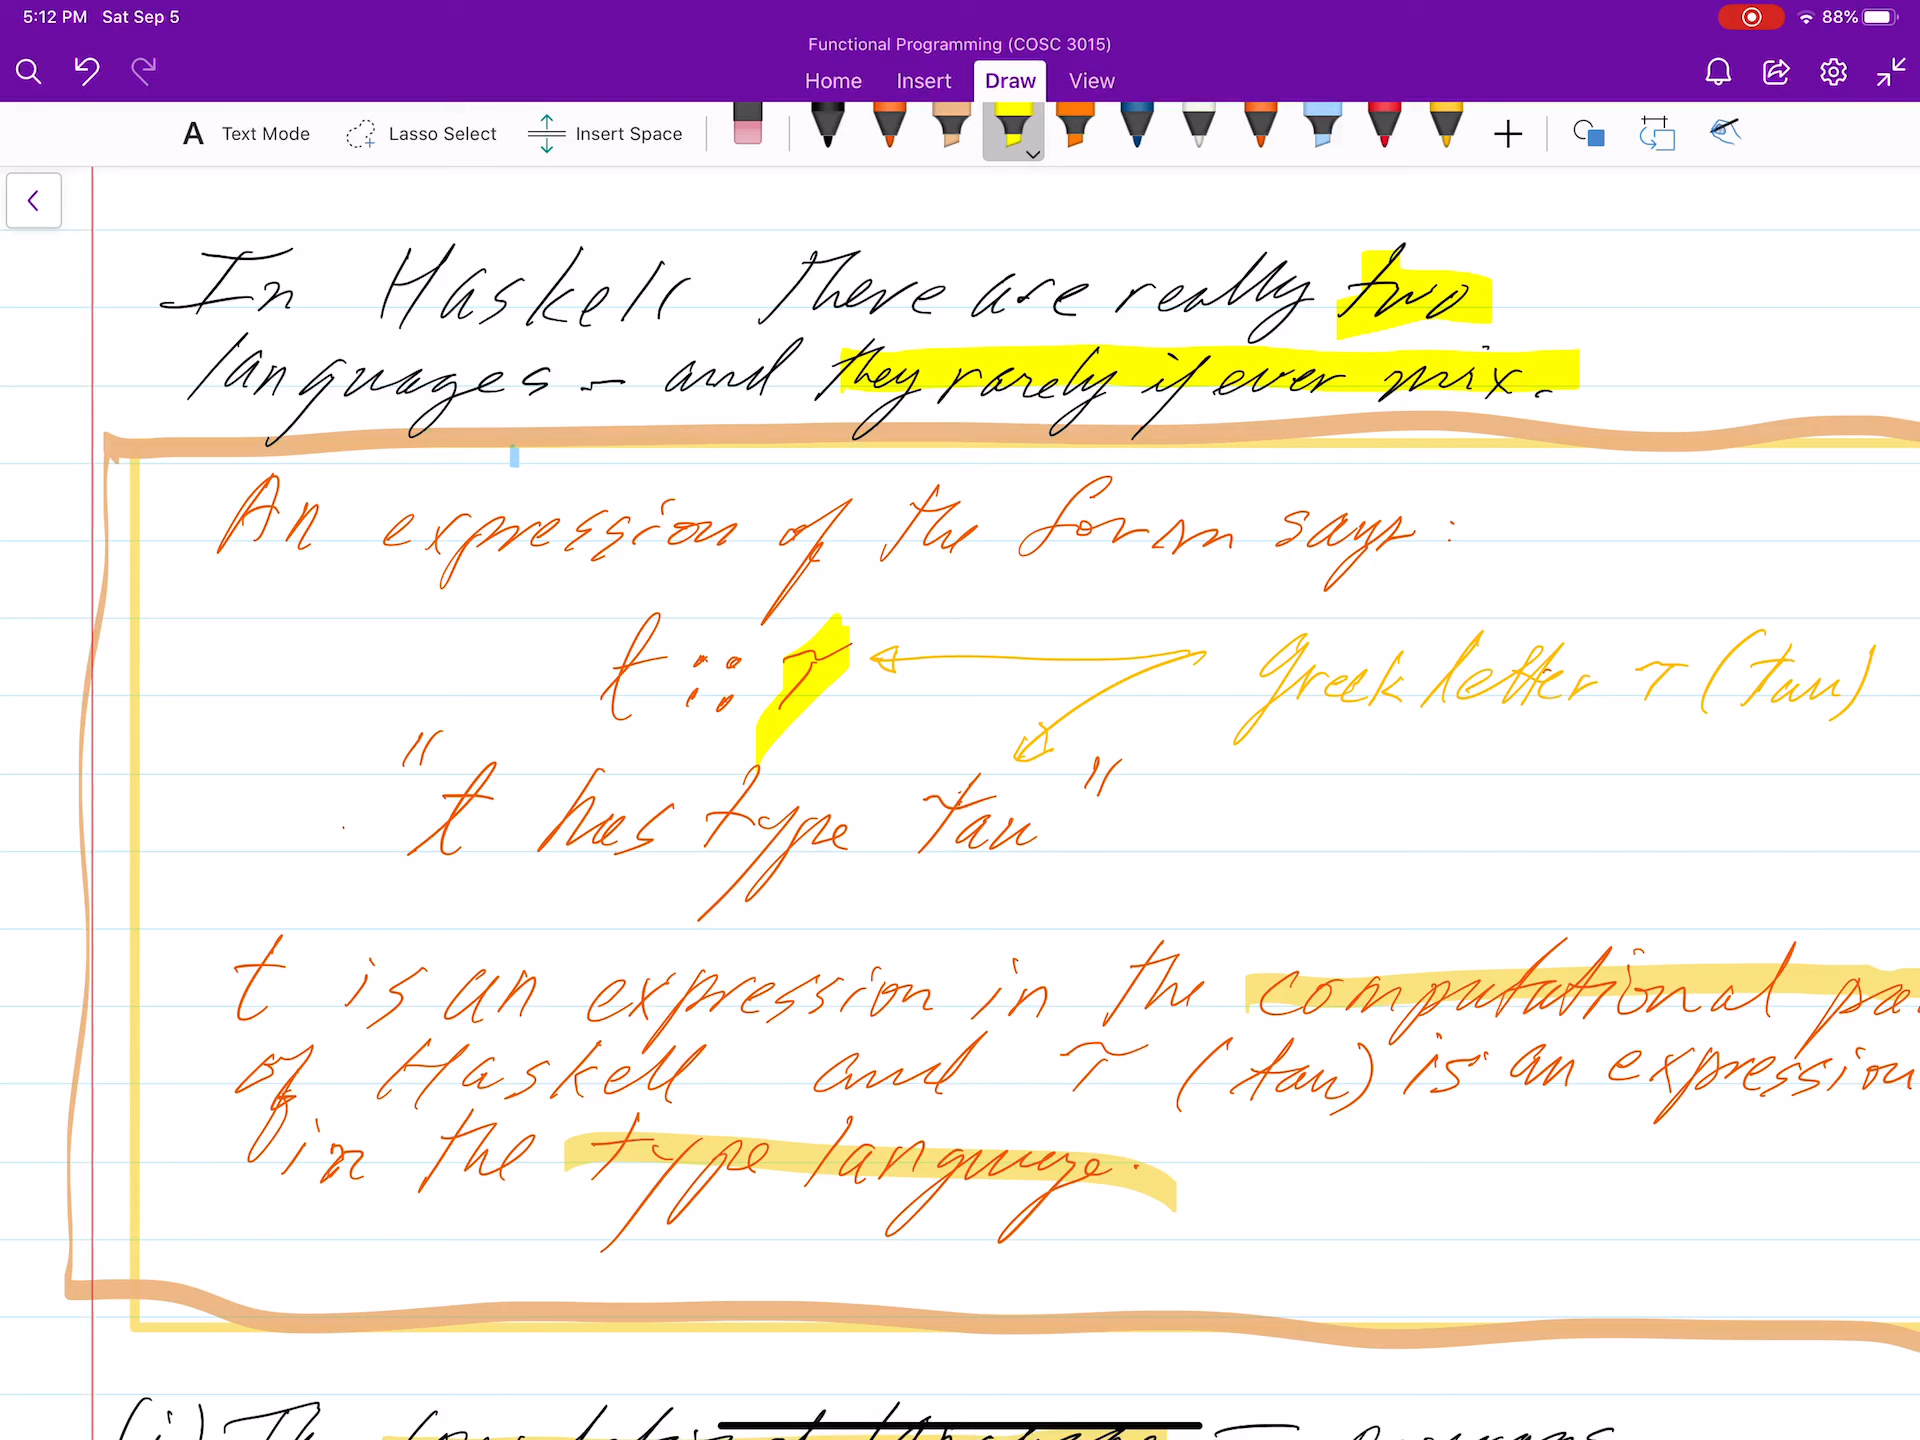 5:12 PM Sat Sep 5
88%
Functional Programming (COSC 3015)
Home Insert Draw View
A Text Mode Lasso Select Insert Space
In Haskell there are really two
languages - and they rarely if ever mix.
An expression of the form says:
t :: τ
Greek letter τ (tau)
"t has type tau"
t is an expression in the computational pa
of Haskell and τ (tau) is an expression
in the type language.
(i) The